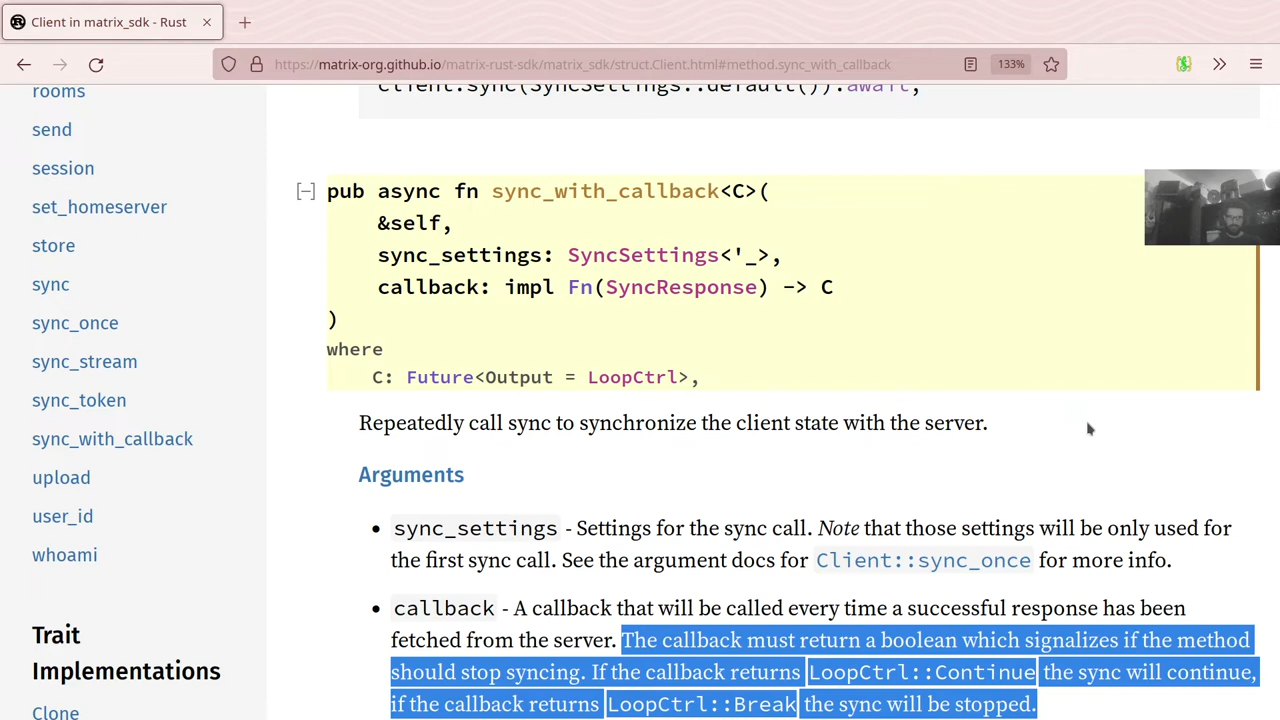 Client in matrix_sdk - Rust
https://matrix-org.github.io/matrix-rust-sdk/matrix_sdk/struct.Client.html#method.sync_with_callback
133%
rooms
send
session
set_homeserver
store
sync
sync_once
sync_stream
sync_token
sync_with_callback
upload
user_id
whoami
Trait
Implementations
Clone
client.sync(SyncSettings::default()).await;
[−] pub async fn sync_with_callback<C>(
&self,
sync_settings: SyncSettings<'_>,
callback: impl Fn(SyncResponse) -> C
)
where
C: Future<Output = LoopCtrl>,
Repeatedly call sync to synchronize the client state with the server.
Arguments
• sync_settings - Settings for the sync call. Note that those settings will be only used for
the first sync call. See the argument docs for Client::sync_once for more info.
• callback - A callback that will be called every time a successful response has been
fetched from the server. The callback must return a boolean which signalizes if the method
should stop syncing. If the callback returns LoopCtrl::Continue the sync will continue,
if the callback returns LoopCtrl::Break the sync will be stopped.